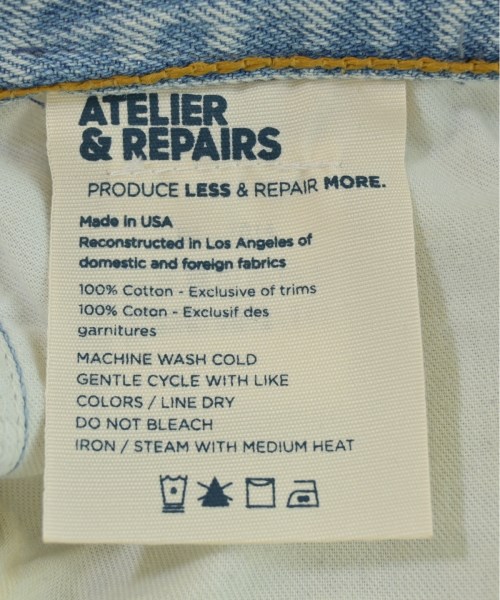 ATELIER
& REPAIRS
PRODUCE LESS & REPAIR MORE.
Made in USA
Reconstructed in Los Angeles of
domestic and foreign fabrics
100% Cotton - Exclusive of trims
100% Coton - Exclusif des
garnitures
MACHINE WASH COLD
GENTLE CYCLE WITH LIKE
COLORS / LINE DRY
DO NOT BLEACH
IRON / STEAM WITH MEDIUM HEAT